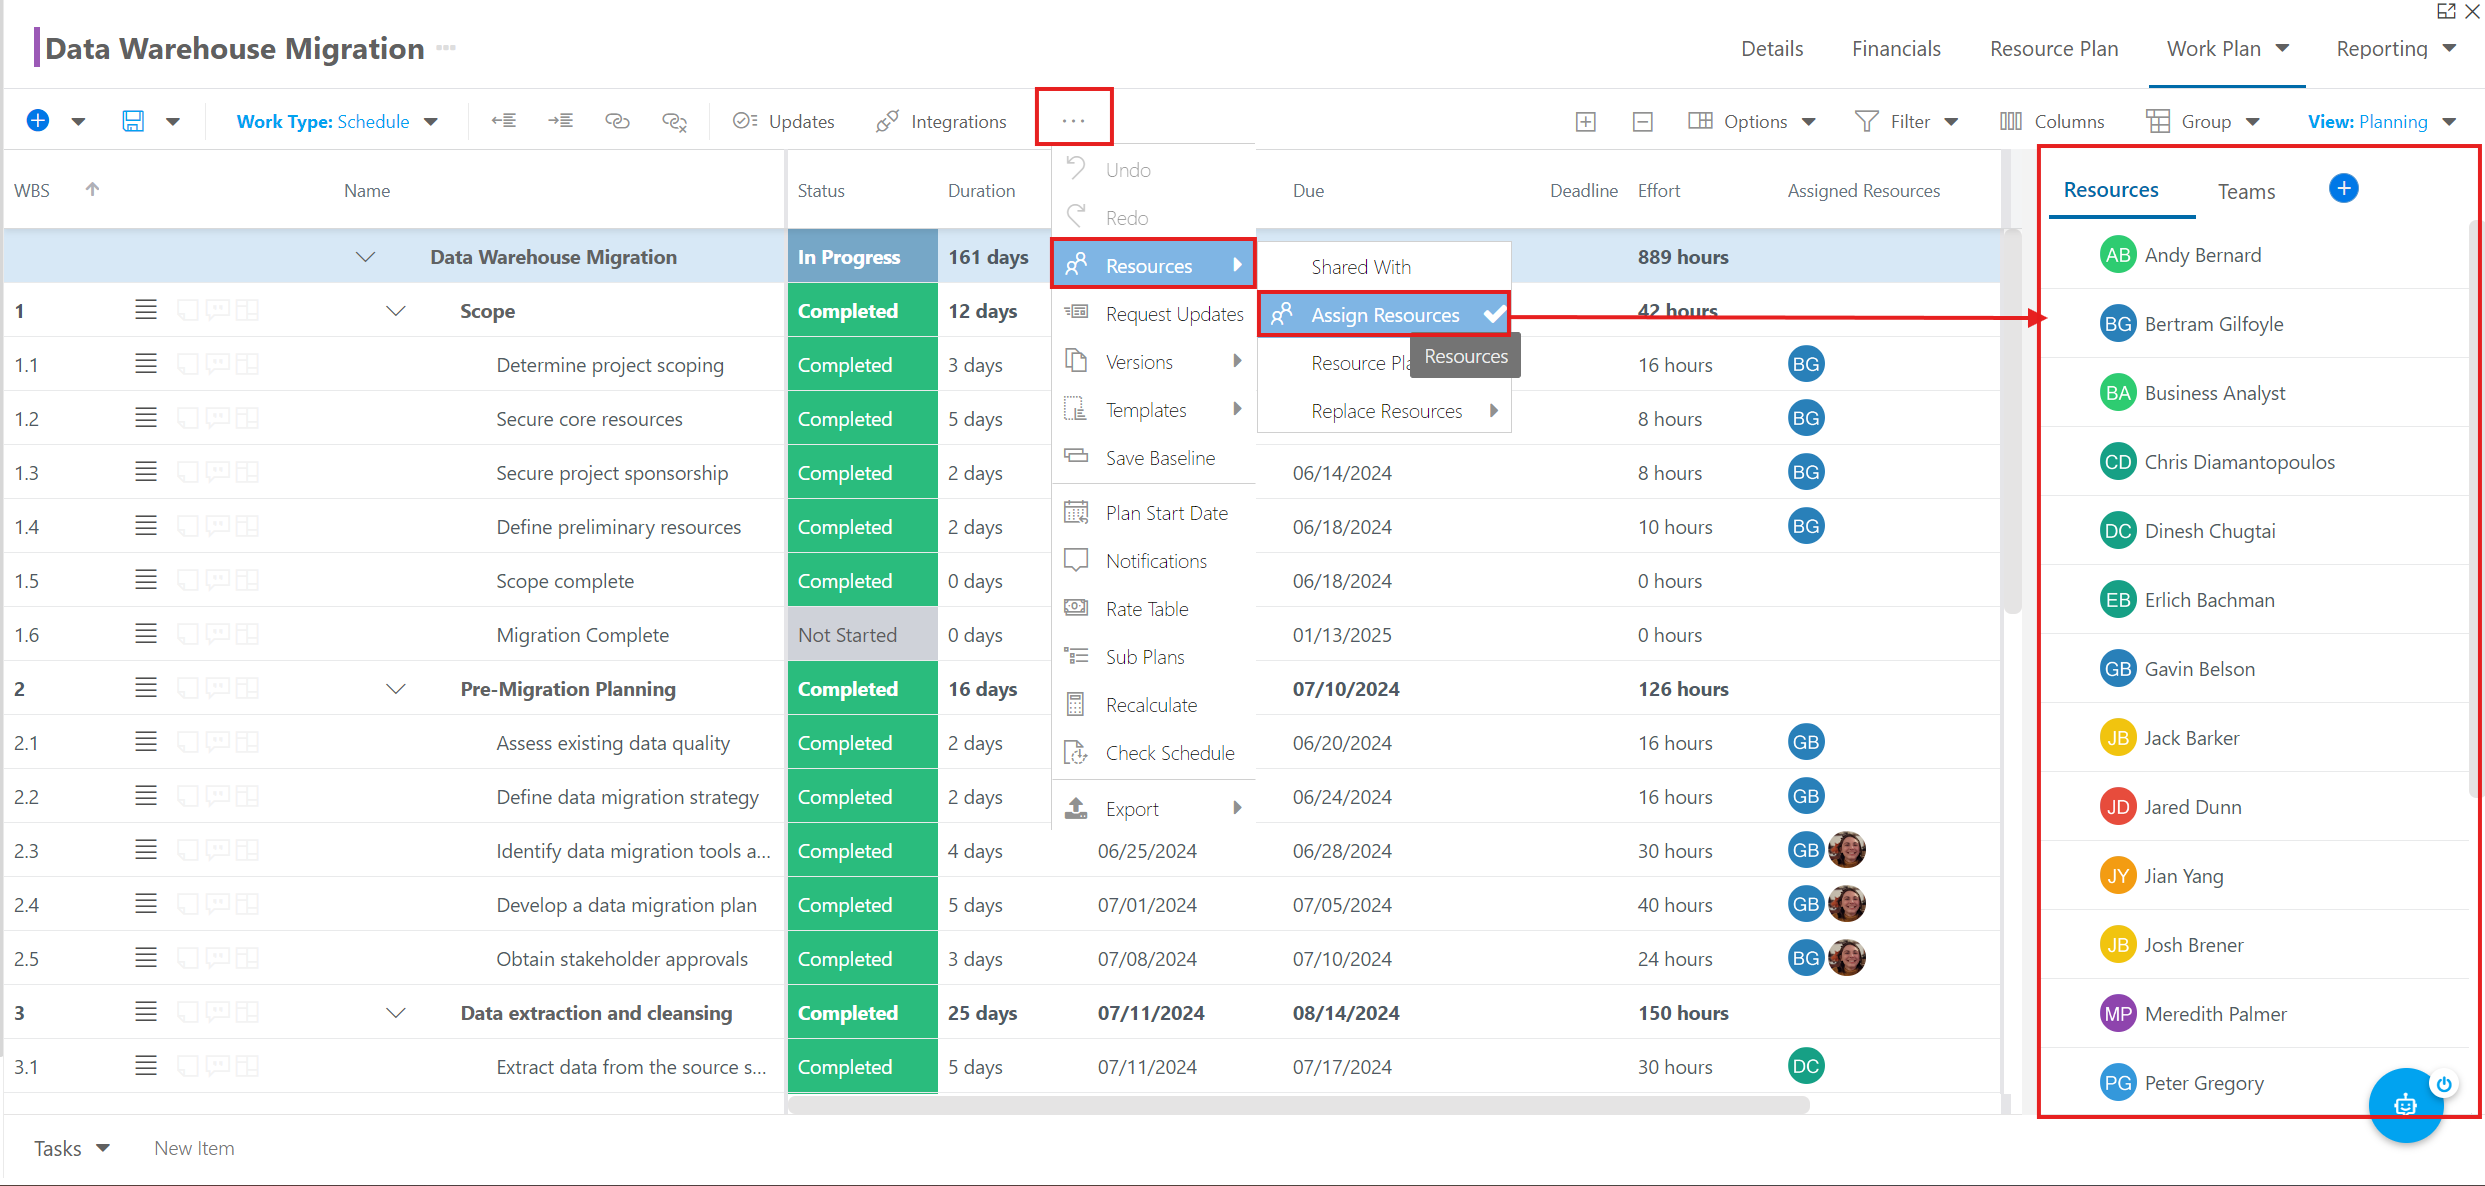 Data Warehouse Migration
Details Financials Resource Plan Work Plan Reporting
Work Type: Schedule Updates Integrations ... Options Filter Columns Group View: Planning
WBS Name Status Duration Due Deadline Effort Assigned Resources
Data Warehouse Migration In Progress 161 days 889 hours
1 Scope Completed 12 days 42 hours
1.1 Determine project scoping Completed 3 days 16 hours BG
1.2 Secure core resources Completed 5 days 8 hours BG
1.3 Secure project sponsorship Completed 2 days 06/14/2024 8 hours BG
1.4 Define preliminary resources Completed 2 days 06/18/2024 10 hours BG
1.5 Scope complete Completed 0 days 06/18/2024 0 hours
1.6 Migration Complete Not Started 0 days 01/13/2025 0 hours
2 Pre-Migration Planning Completed 16 days 07/10/2024 126 hours
2.1 Assess existing data quality Completed 2 days 06/20/2024 16 hours GB
2.2 Define data migration strategy Completed 2 days 06/24/2024 16 hours GB
2.3 Identify data migration tools a... Completed 4 days 06/25/2024 06/28/2024 30 hours GB
2.4 Develop a data migration plan Completed 5 days 07/01/2024 07/05/2024 40 hours GB
2.5 Obtain stakeholder approvals Completed 3 days 07/08/2024 07/10/2024 24 hours BG
3 Data extraction and cleansing Completed 25 days 07/11/2024 08/14/2024 150 hours
3.1 Extract data from the source s... Completed 5 days 07/11/2024 07/17/2024 30 hours DC
Undo
Redo
Resources
Request Updates
Versions
Templates
Save Baseline
Plan Start Date
Notifications
Rate Table
Sub Plans
Recalculate
Check Schedule
Export
Shared With
Assign Resources
Resources
Resource
Replace Resources
Resources Teams
AB Andy Bernard
BG Bertram Gilfoyle
BA Business Analyst
CD Chris Diamantopoulos
DC Dinesh Chugtai
EB Erlich Bachman
GB Gavin Belson
JB Jack Barker
JD Jared Dunn
JY Jian Yang
JB Josh Brener
MP Meredith Palmer
PG Peter Gregory
Tasks New Item